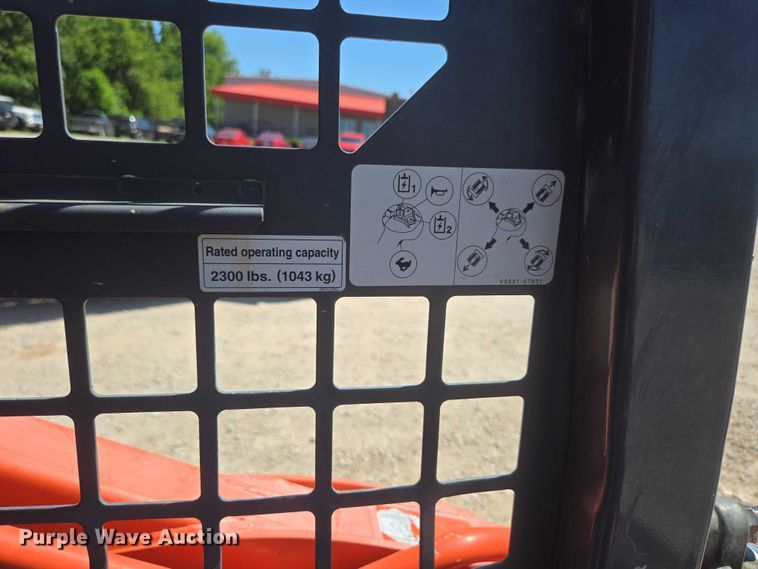 1
2
Rated operating capacity
2300 lbs. (1043 kg)
V0521-57831
Purple Wave Auction